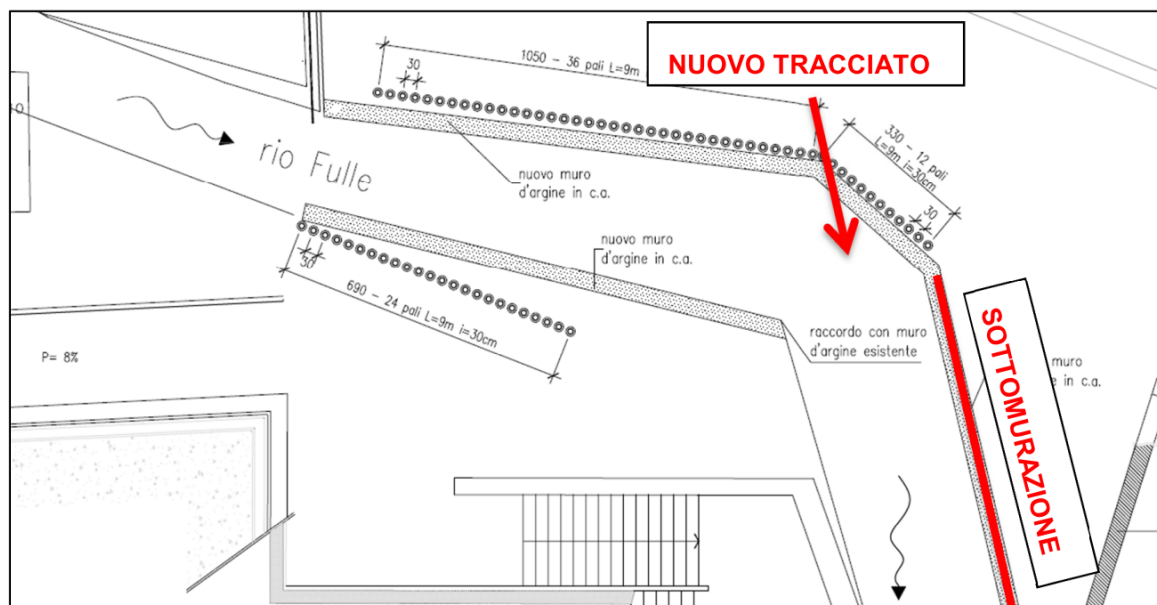 1050 - 36 pali L=9m
30
NUOVO TRACCIATO
330 - 12 pali
L=9m i=30cm
30
rio Fulle
nuovo muro
d'argine in c.a.
nuovo muro
d'argine in c.a.
30
690 - 24 pali L=9m i=30cm
raccordo con muro
d'argine esistente
muro
e in c.a.
SOTTOMURAZIONE
P= 8%